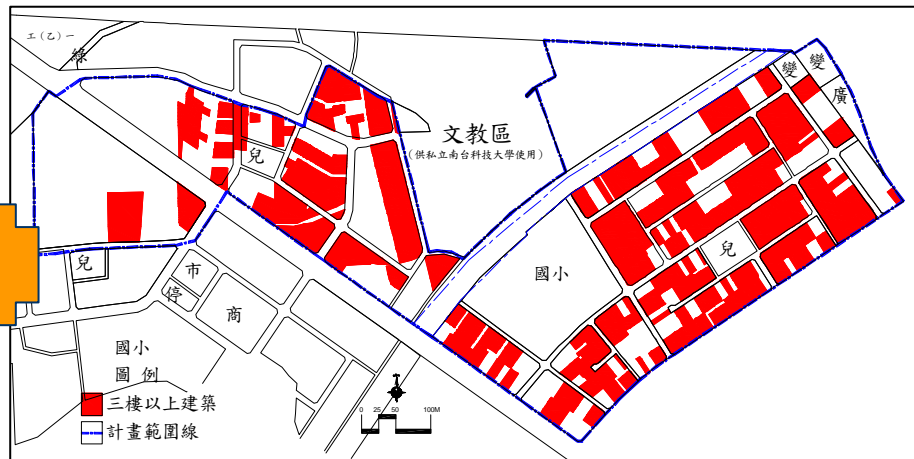 工(乙)一
綠
變
變
廣
文教區
(供私立南台科技大學使用)
兒
國小
兒
兒
市
停
商
國小
圖 例
三樓以上建築
計畫範圍線
0 25 50 100M